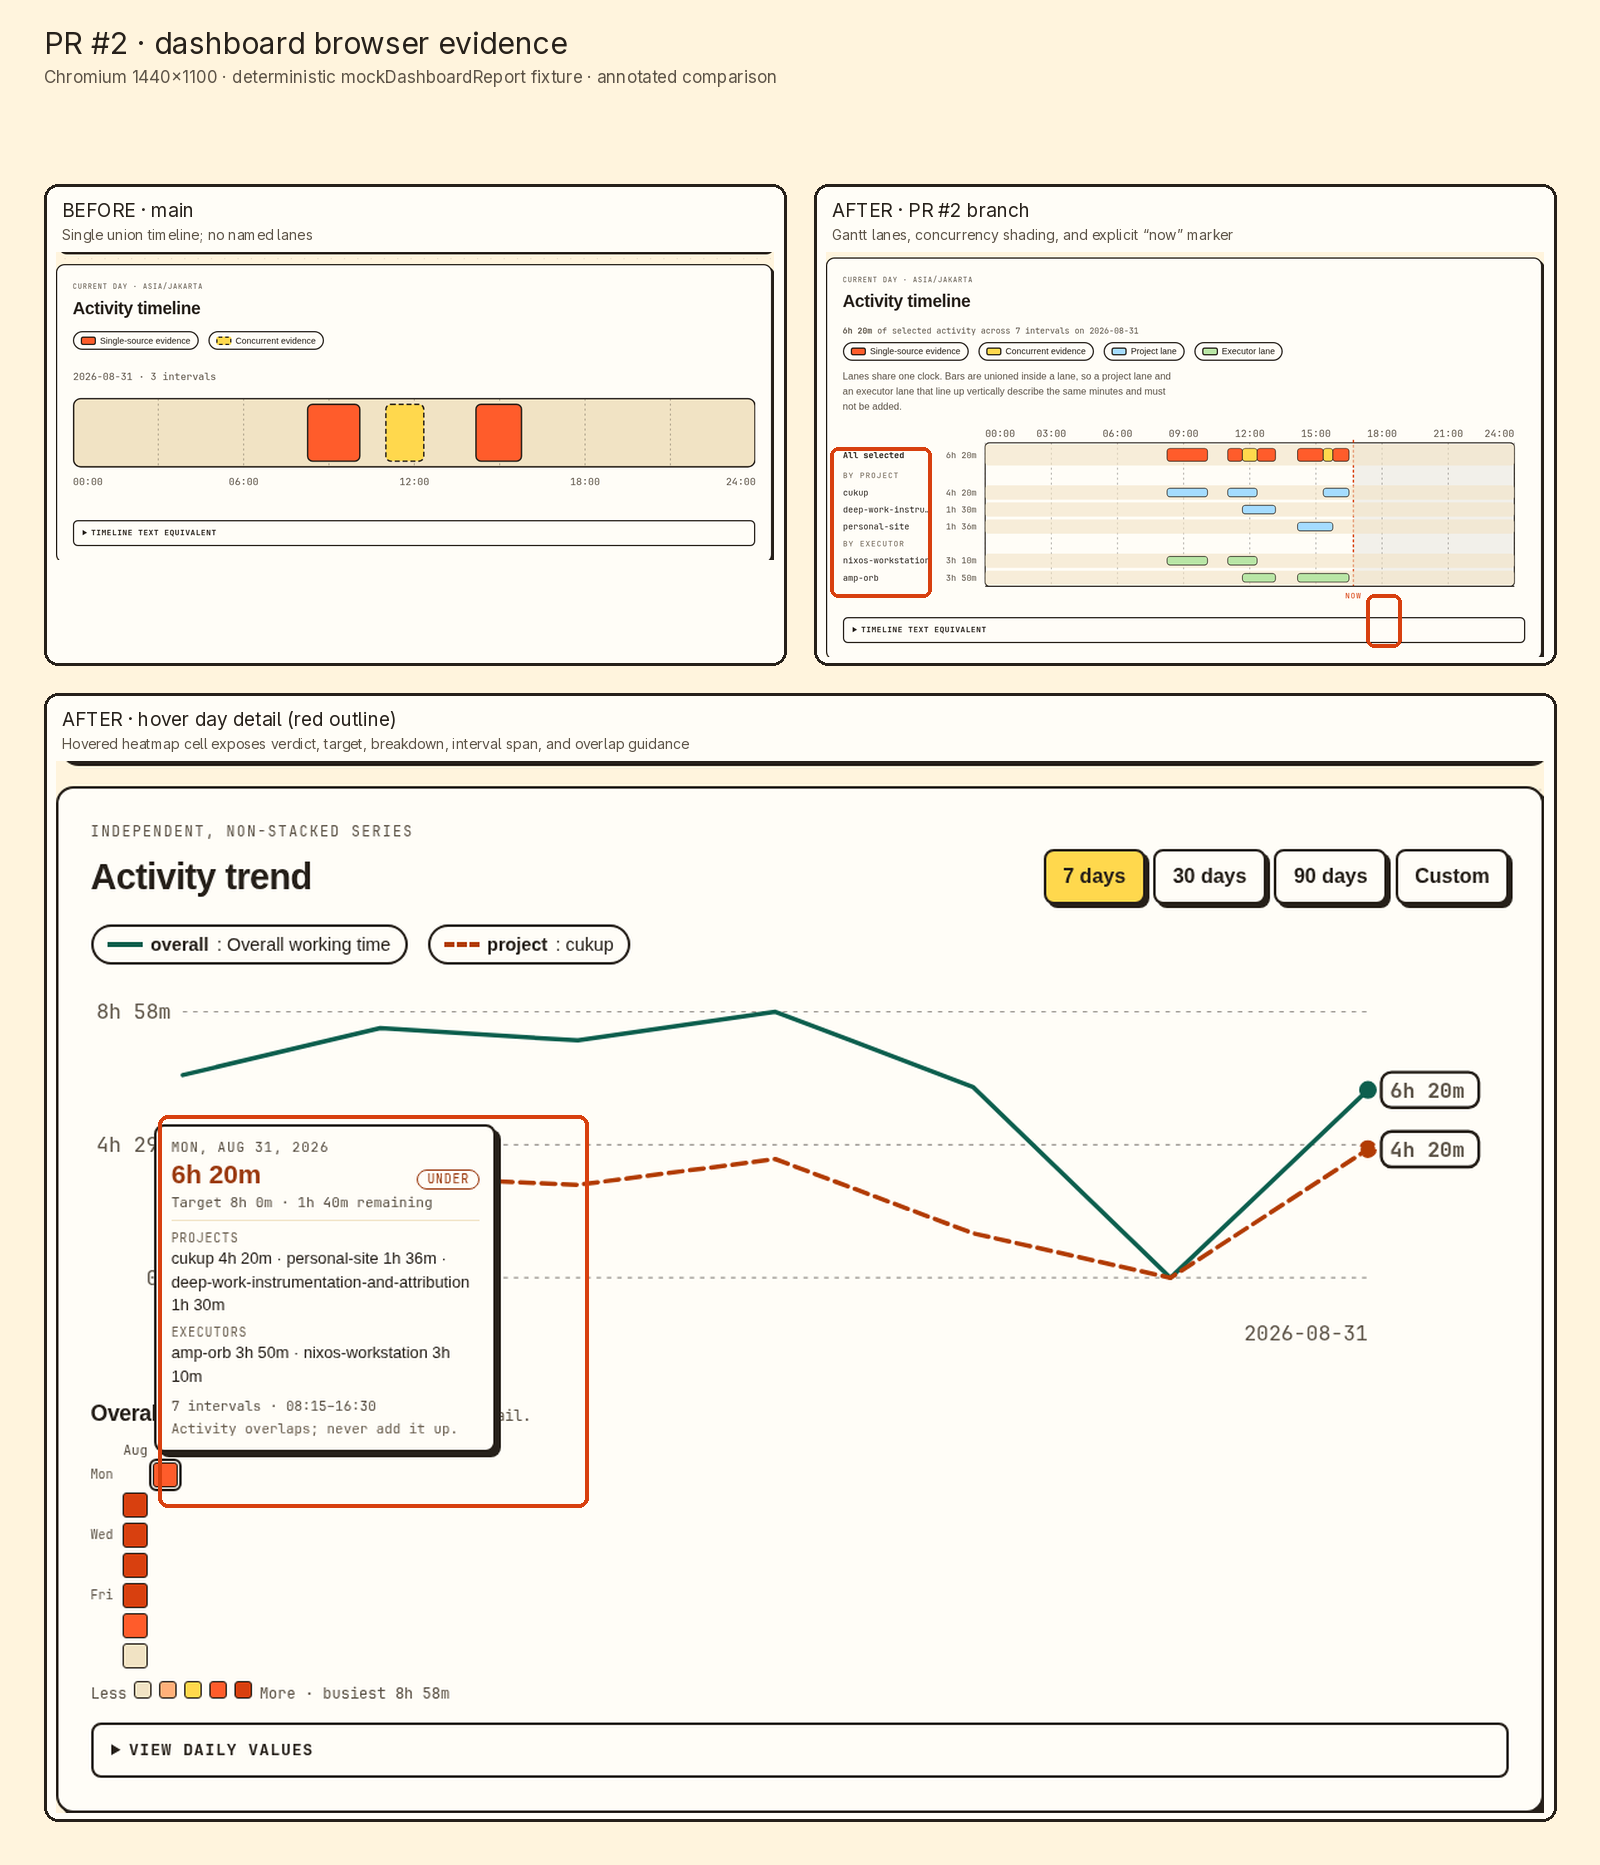 PR #2 · dashboard browser evidence
Chromium 1440×1100 · deterministic mockDashboardReport fixture · annotated comparison
BEFORE · main
Single union timeline; no named lanes
CURRENT DAY · ASIA/JAKARTA
Activity timeline
Single-source evidence
Concurrent evidence
2026-08-31 · 3 intervals
00:00 06:00 12:00 18:00 24:00
▶ TIMELINE TEXT EQUIVALENT
AFTER · PR #2 branch
Gantt lanes, concurrency shading, and explicit “now” marker
CURRENT DAY · ASIA/JAKARTA
Activity timeline
6h 20m of selected activity across 7 intervals on 2026-08-31
Single-source evidence
Concurrent evidence
Project lane
Executor lane
Lanes share one clock. Bars are unioned inside a lane, so a project lane and
an executor lane that line up vertically describe the same minutes and must
not be added.
00:00 03:00 06:00 09:00 12:00 15:00 18:00 21:00 24:00
All selected 6h 20m
BY PROJECT
cukup 4h 20m
deep-work-instru… 1h 30m
personal-site 1h 36m
BY EXECUTOR
nixos-workstation 3h 10m
amp-orb 3h 50m
NOW
▶ TIMELINE TEXT EQUIVALENT
AFTER · hover day detail (red outline)
Hovered heatmap cell exposes verdict, target, breakdown, interval span, and overlap guidance
INDEPENDENT, NON-STACKED SERIES
Activity trend
7 days
30 days
90 days
Custom
overall : Overall working time
project : cukup
8h 58m
6h 20m
4h 29
4h 20m
0
2026-08-31
MON, AUG 31, 2026
6h 20m UNDER
Target 8h 0m · 1h 40m remaining
PROJECTS
cukup 4h 20m · personal-site 1h 36m ·
deep-work-instrumentation-and-attribution
1h 30m
EXECUTORS
amp-orb 3h 50m · nixos-workstation 3h
10m
7 intervals · 08:15–16:30
Activity overlaps; never add it up.
Overal
ail.
Aug
Mon
Wed
Fri
Less More · busiest 8h 58m
▶ VIEW DAILY VALUES